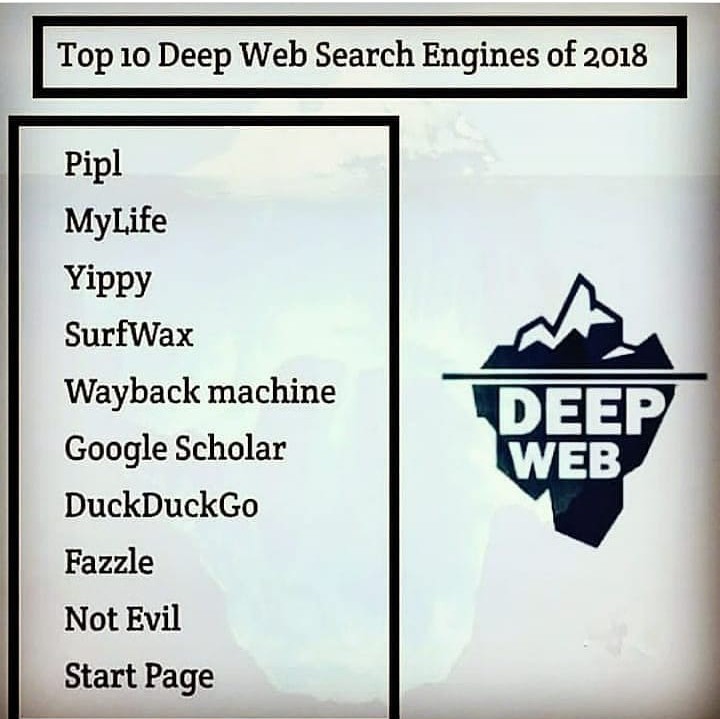 Top 10 Deep Web Search Engines of 2018
Pipl
MyLife
Yippy
SurfWax
Wayback machine
Google Scholar
DuckDuckGo
Fazzle
Not Evil
Start Page
DEEP
WEB